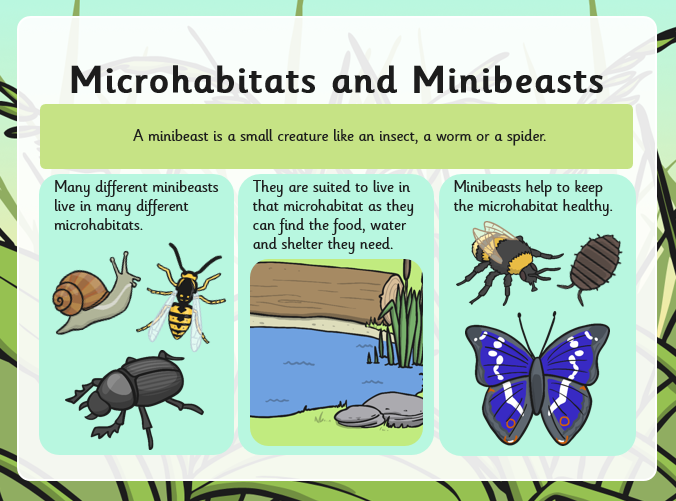 Microhabitats and Minibeasts
A minibeast is a small creature like an insect, a worm or a spider.
Many different minibeasts
live in many different
microhabitats.
They are suited to live in
that microhabitat as they
can find the food, water
and shelter they need.
Minibeasts help to keep
the microhabitat healthy.